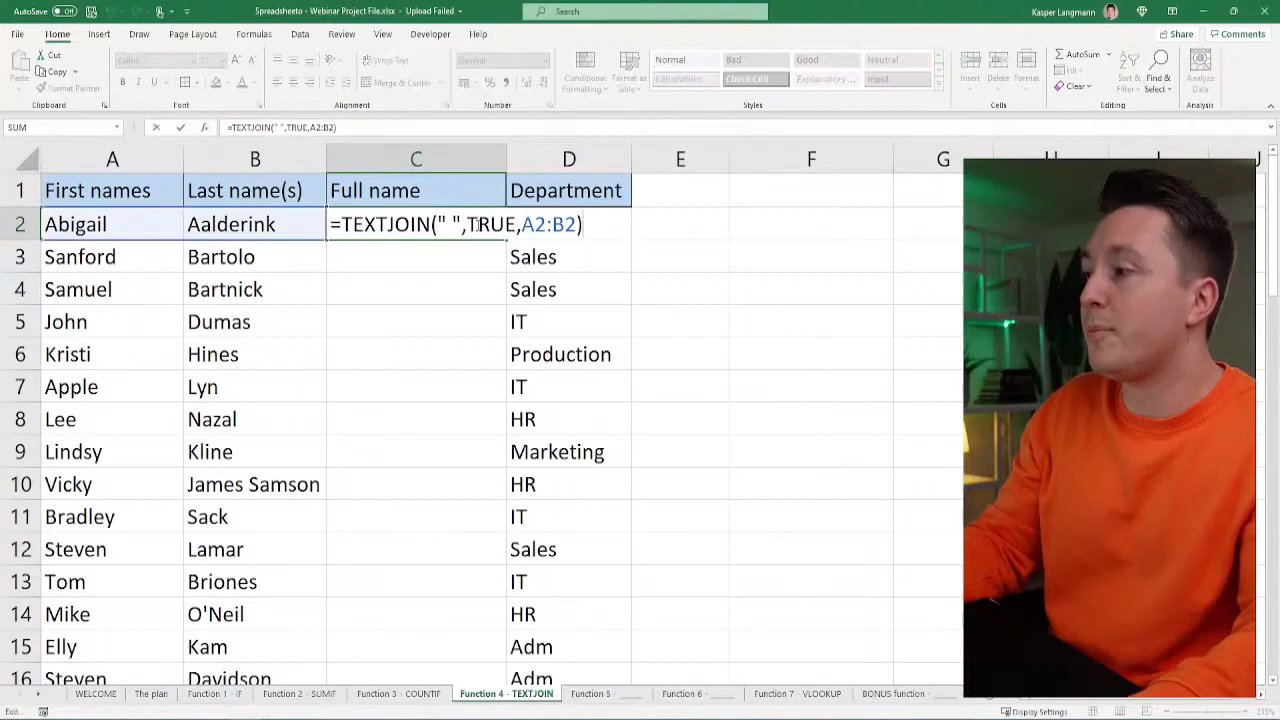 AutoSave Off Spreadsheeto - Webinar Project File.xlsx • Upload Failed Search Kasper Langmann
File Home Insert Draw Page Layout Formulas Data Review View Developer Help Share Comments
Paste Cut Copy Format Painter Clipboard
Font Alignment
General Number
Conditional Formatting Format as Table
Normal Bad Good Neutral
Calculation Check Cell Explanatory ... Input
Styles
Insert Delete Format Cells
AutoSum Fill Clear Sort & Filter Find & Select Editing
Analyze Data Analysis
SUM =TEXTJOIN(" ",TRUE,A2:B2)
A B C D E F G
1 First names Last name(s) Full name Department
2 Abigail Aalderink =TEXTJOIN(" ",TRUE,A2:B2)
3 Sanford Bartolo Sales
4 Samuel Bartnick Sales
5 John Dumas IT
6 Kristi Hines Production
7 Apple Lyn IT
8 Lee Nazal HR
9 Lindsy Kline Marketing
10 Vicky James Samson HR
11 Bradley Sack IT
12 Steven Lamar Sales
13 Tom Briones IT
14 Mike O'Neil HR
15 Elly Kam Adm
16 Steven Davidson Adm
WELCOME The plan Function 1 - IF Function 2 - SUMIF Function 3 - COUNTIF Function 4 - TEXTJOIN Function 5 - ____ Function 6 - ____ Function 7 - VLOOKUP BONUS function - ____
Display Settings